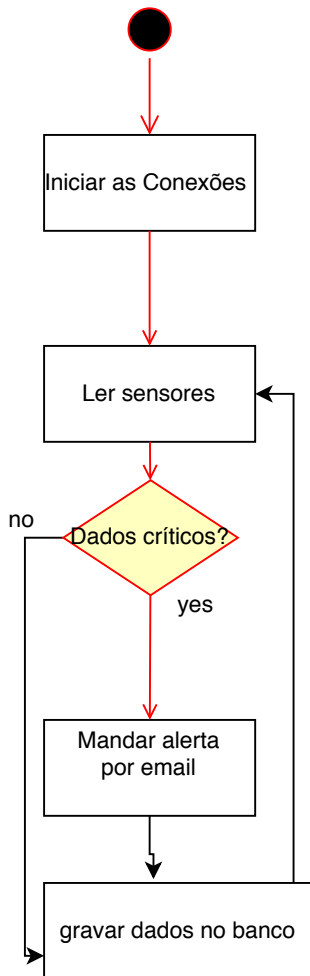 Iniciar as Conexões
Ler sensores
Dados críticos?
no
yes
Mandar alerta
por email
gravar dados no banco